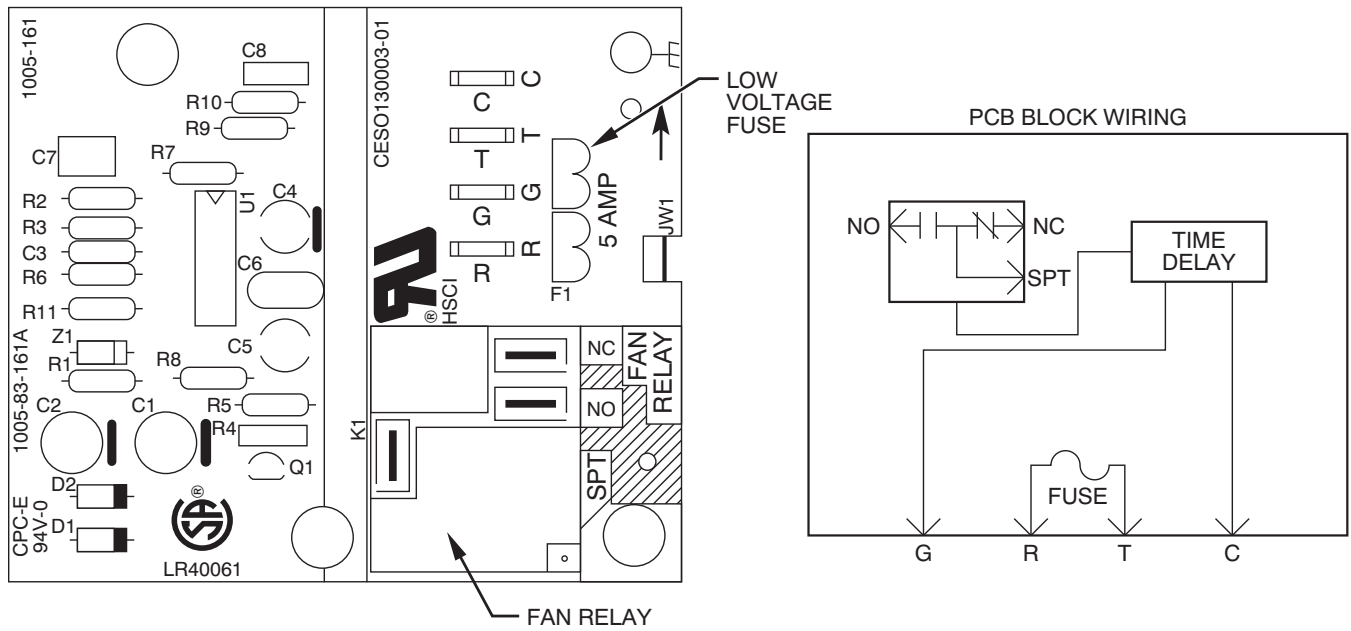 1005-161
C8
R10
R9
C7
R7
R2
R3
C3
R6
R11
U1
C4
C6
C5
Z1
R1
R8
C2
C1
R5
R4
Q1
D2
D1
1005-83-161A
CPC-E
94V-0
®
SA
LR40061
CESO130003-01
C
C
T
T
G
G
R
R
5 AMP
F1
JW1
®
HSCI
K1
NC
NO
SPT
FAN
RELAY
LOW
VOLTAGE
FUSE
FAN RELAY
PCB BLOCK WIRING
NO
NC
SPT
TIME
DELAY
FUSE
G R T C